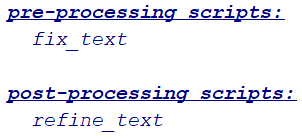 pre-processing scripts:
fix_text
post-processing scripts:
refine_text